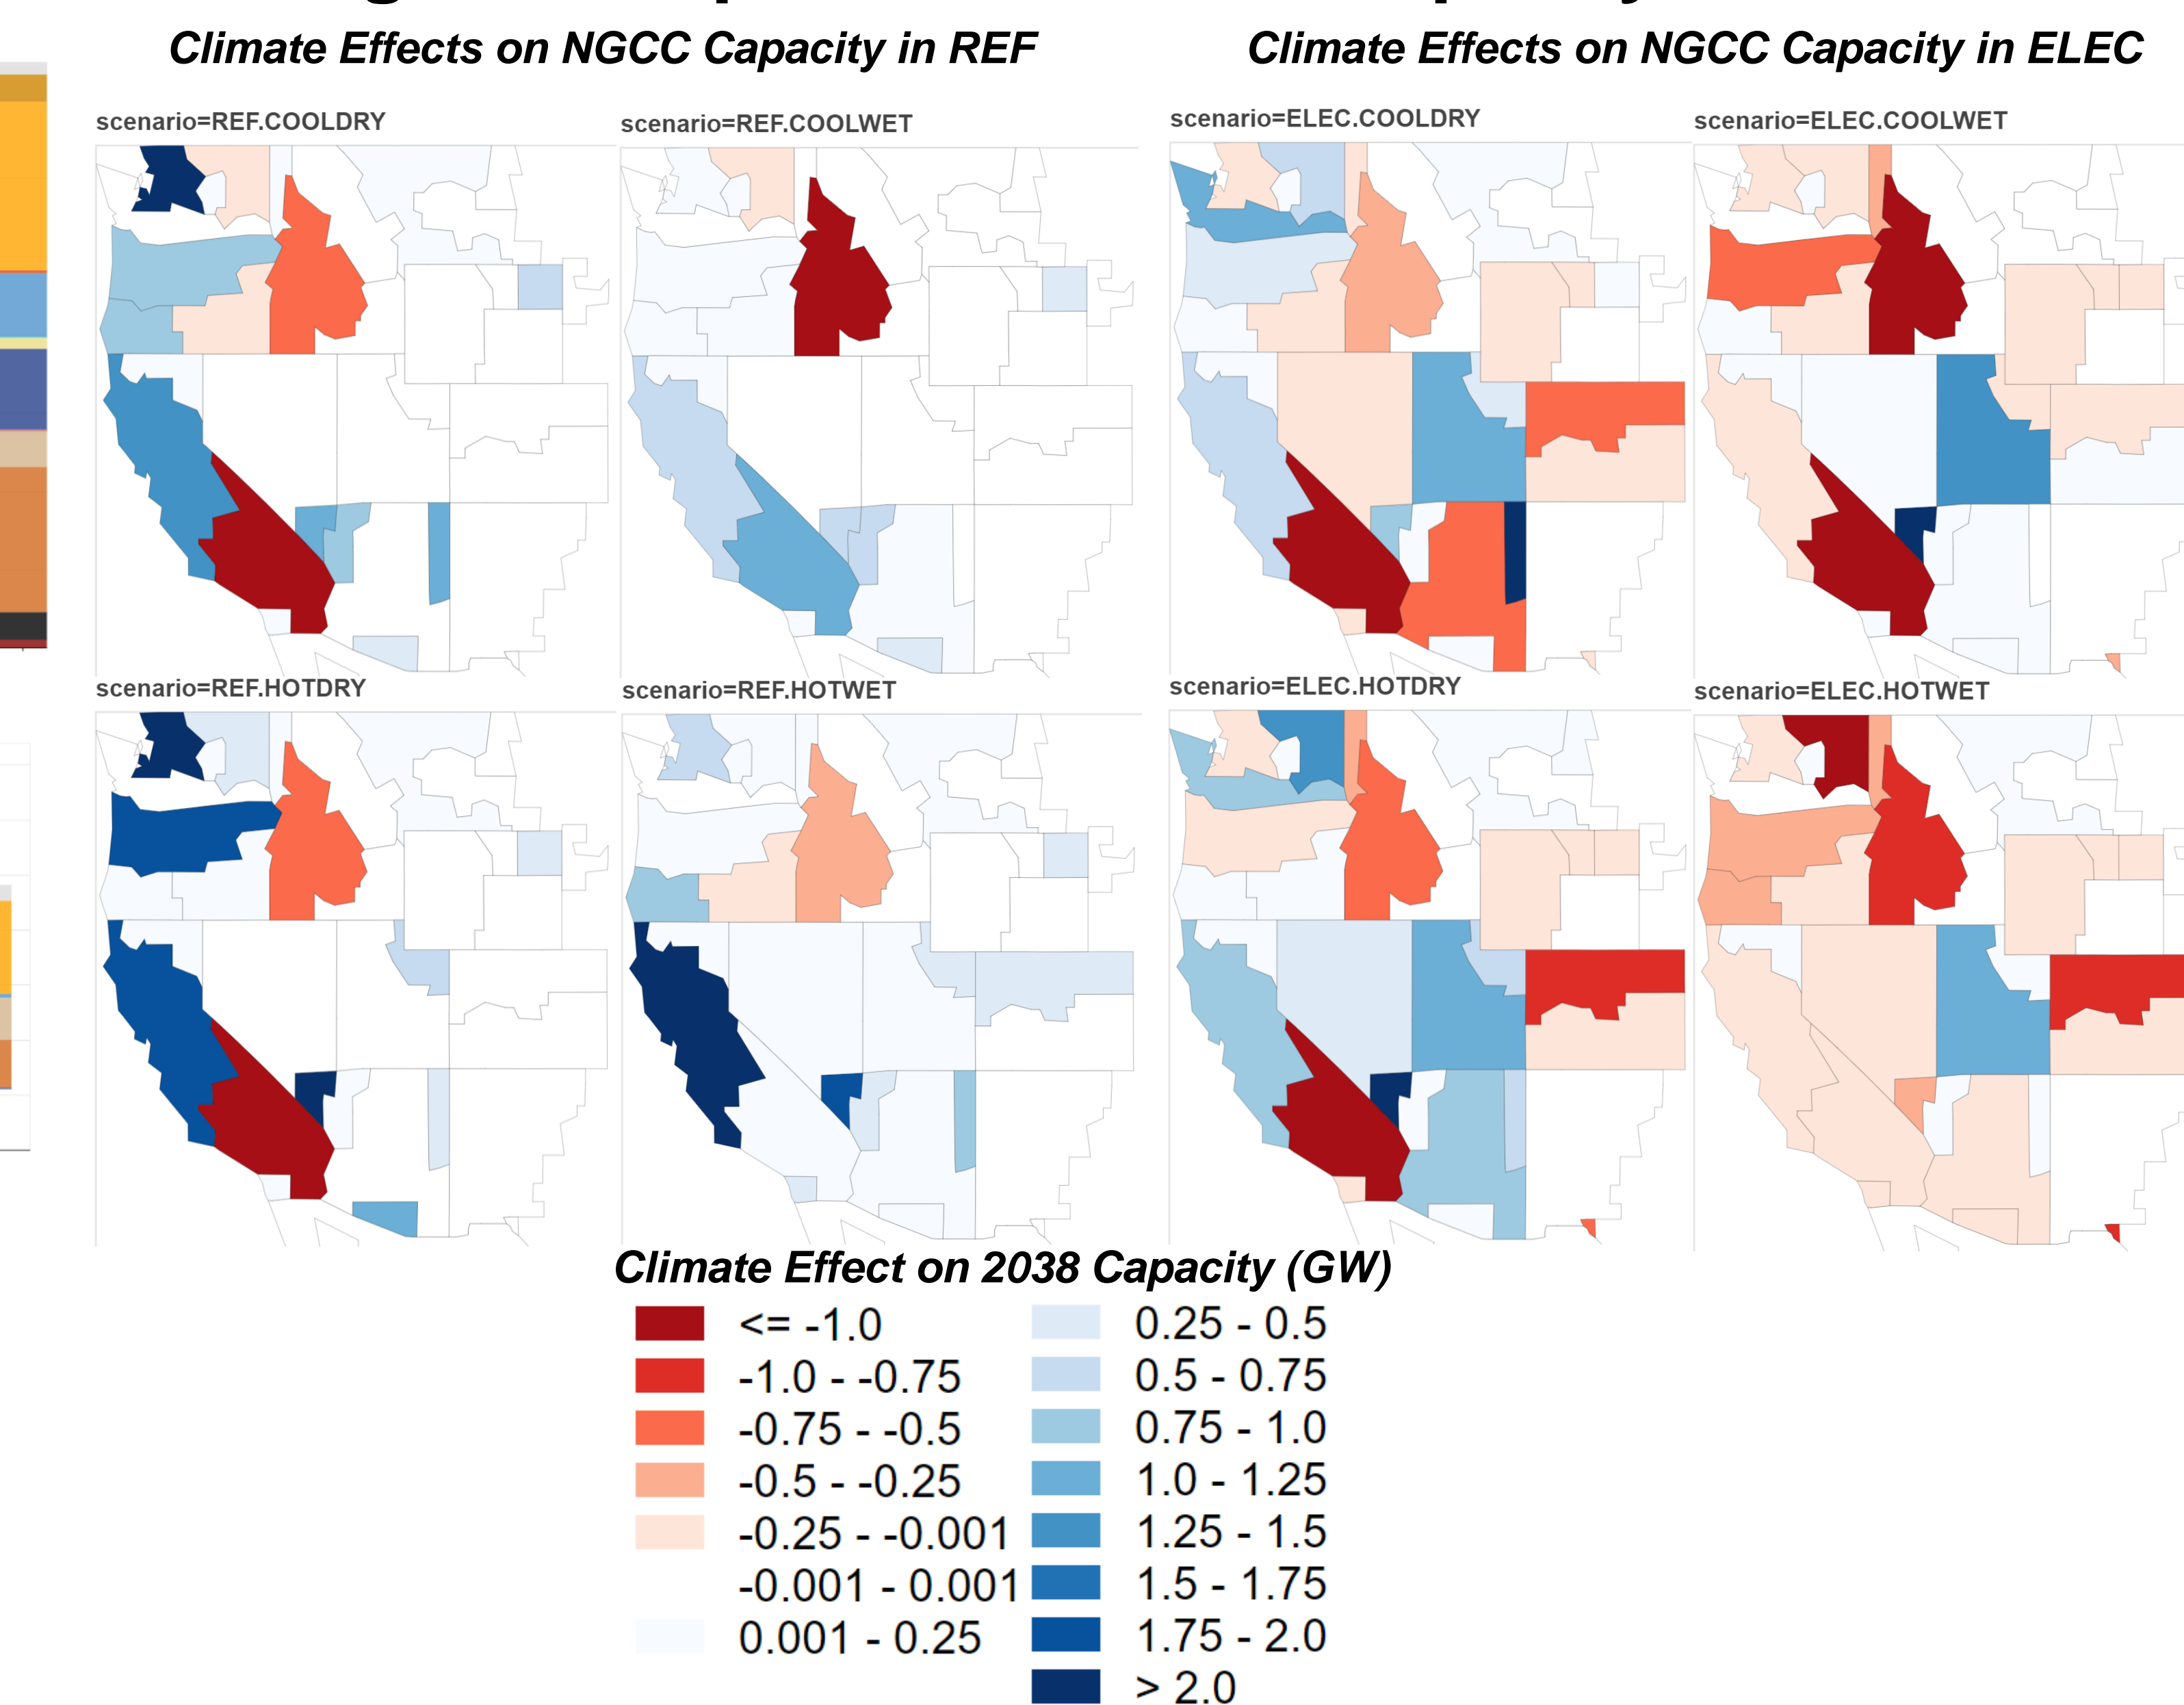 Climate Effects on NGCC Capacity in REF
Climate Effects on NGCC Capacity in ELEC
scenario=REF.COOLDRY
scenario=REF.COOLWET
scenario=ELEC.COOLDRY
scenario=ELEC.COOLWET
scenario=REF.HOTDRY
scenario=REF.HOTWET
scenario=ELEC.HOTDRY
scenario=ELEC.HOTWET
Climate Effect on 2038 Capacity (GW)
<= -1.0
-1.0 - -0.75
-0.75 - -0.5
-0.5 - -0.25
-0.25 - -0.001
-0.001 - 0.001
0.001 - 0.25
0.25 - 0.5
0.5 - 0.75
0.75 - 1.0
1.0 - 1.25
1.25 - 1.5
1.5 - 1.75
1.75 - 2.0
> 2.0